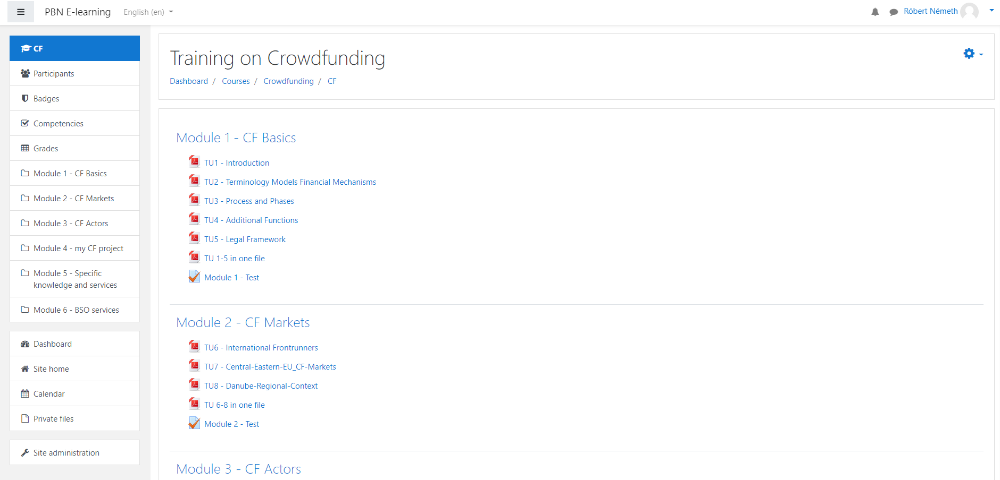 PBN E-learning English (en)
Róbert Németh
CF
Participants
Badges
Competencies
Grades
Module 1 - CF Basics
Module 2 - CF Markets
Module 3 - CF Actors
Module 4 - my CF project
Module 5 - Specific
knowledge and services
Module 6 - BSO services
Dashboard
Site home
Calendar
Private files
Site administration
Training on Crowdfunding
Dashboard / Courses / Crowdfunding / CF
Module 1 - CF Basics
TU1 - Introduction
TU2 - Terminology Models Financial Mechanisms
TU3 - Process and Phases
TU4 - Additional Functions
TU5 - Legal Framework
TU 1-5 in one file
Module 1 - Test
Module 2 - CF Markets
TU6 - International Frontrunners
TU7 - Central-Eastern-EU_CF-Markets
TU8 - Danube-Regional-Context
TU 6-8 in one file
Module 2 - Test
Module 3 - CF Actors